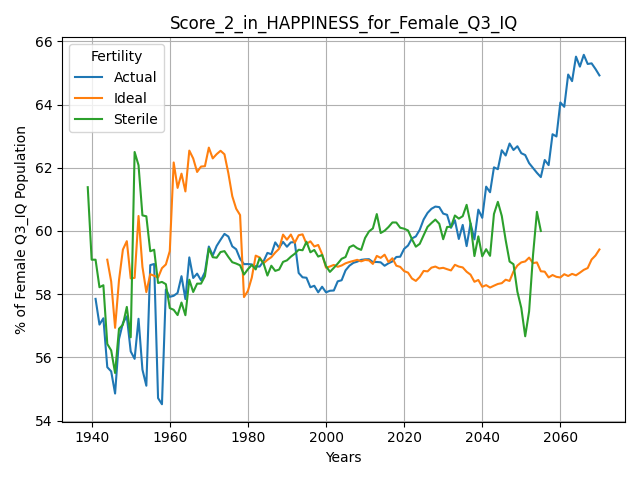 Score_2_in_HAPPINESS_for_Female_Q3_IQ
% of Female Q3_IQ Population
66
64
62
60
58
56
54
Fertility
Actual
Ideal
Sterile
1940 1960 1980 2000 2020 2040 2060
Years